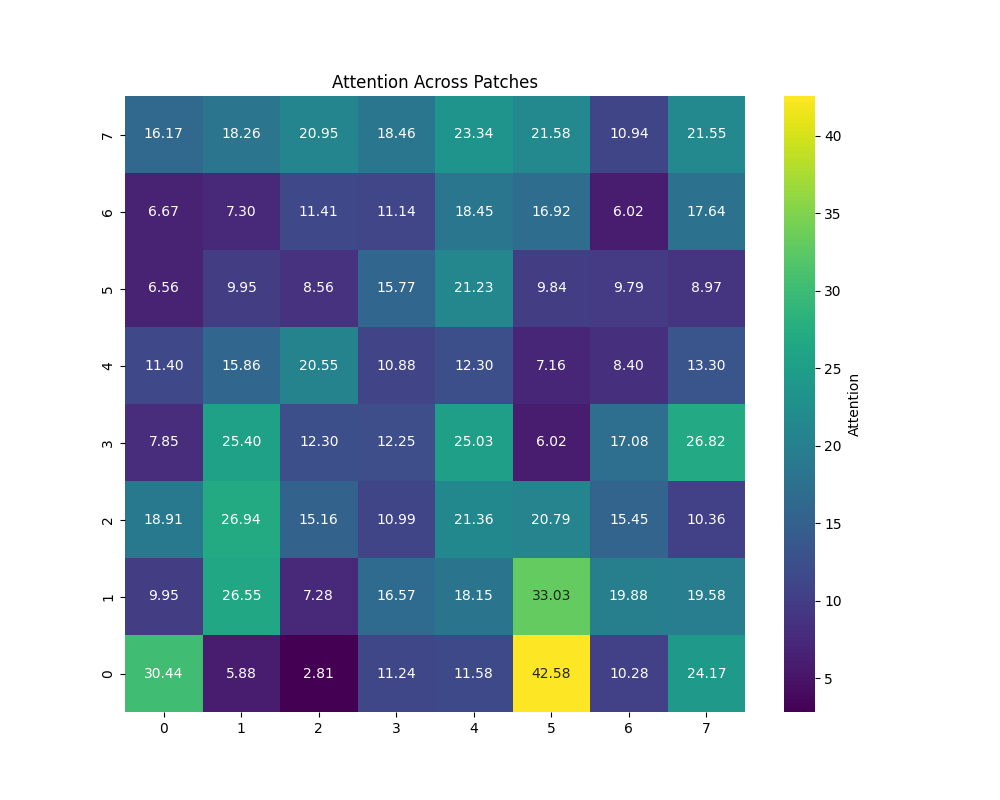 Attention Across Patches
7 16.17 18.26 20.95 18.46 23.34 21.58 10.94 21.55
6 6.67 7.30 11.41 11.14 18.45 16.92 6.02 17.64
5 6.56 9.95 8.56 15.77 21.23 9.84 9.79 8.97
4 11.40 15.86 20.55 10.88 12.30 7.16 8.40 13.30
3 7.85 25.40 12.30 12.25 25.03 6.02 17.08 26.82
2 18.91 26.94 15.16 10.99 21.36 20.79 15.45 10.36
1 9.95 26.55 7.28 16.57 18.15 33.03 19.88 19.58
0 30.44 5.88 2.81 11.24 11.58 42.58 10.28 24.17
0 1 2 3 4 5 6 7
40
35
30
25
20
15
10
5
Attention